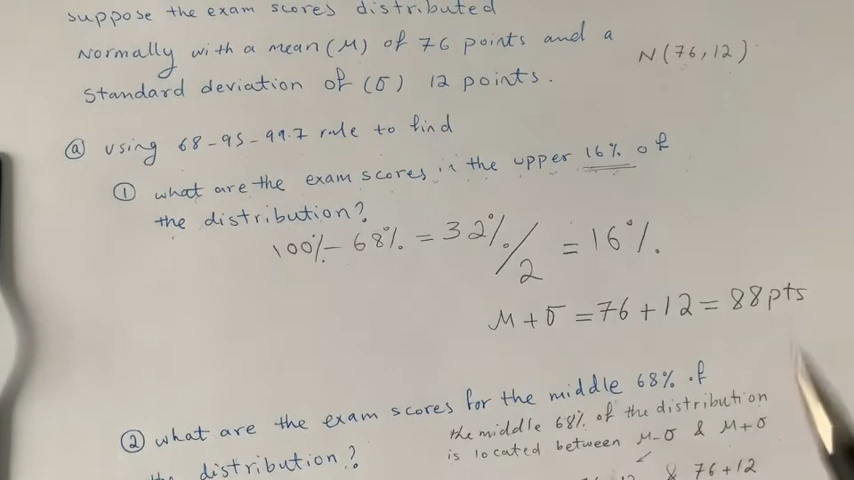 suppose the exam scores distributed
Normally with a mean (μ) of 76 points and a
N(76,12)
standard deviation of (σ) 12 points.
ⓐ using 68-95-99.7 rule to find
① what are the exam scores in the upper 16% of
the distribution?
100% - 68% = 32%/2 = 16%.
μ + σ = 76 + 12 = 88 pts
② what are the exam scores for the middle 68% of
the distribution?
the middle 68% of the distribution
is located between μ-σ & μ+σ
& 76+12